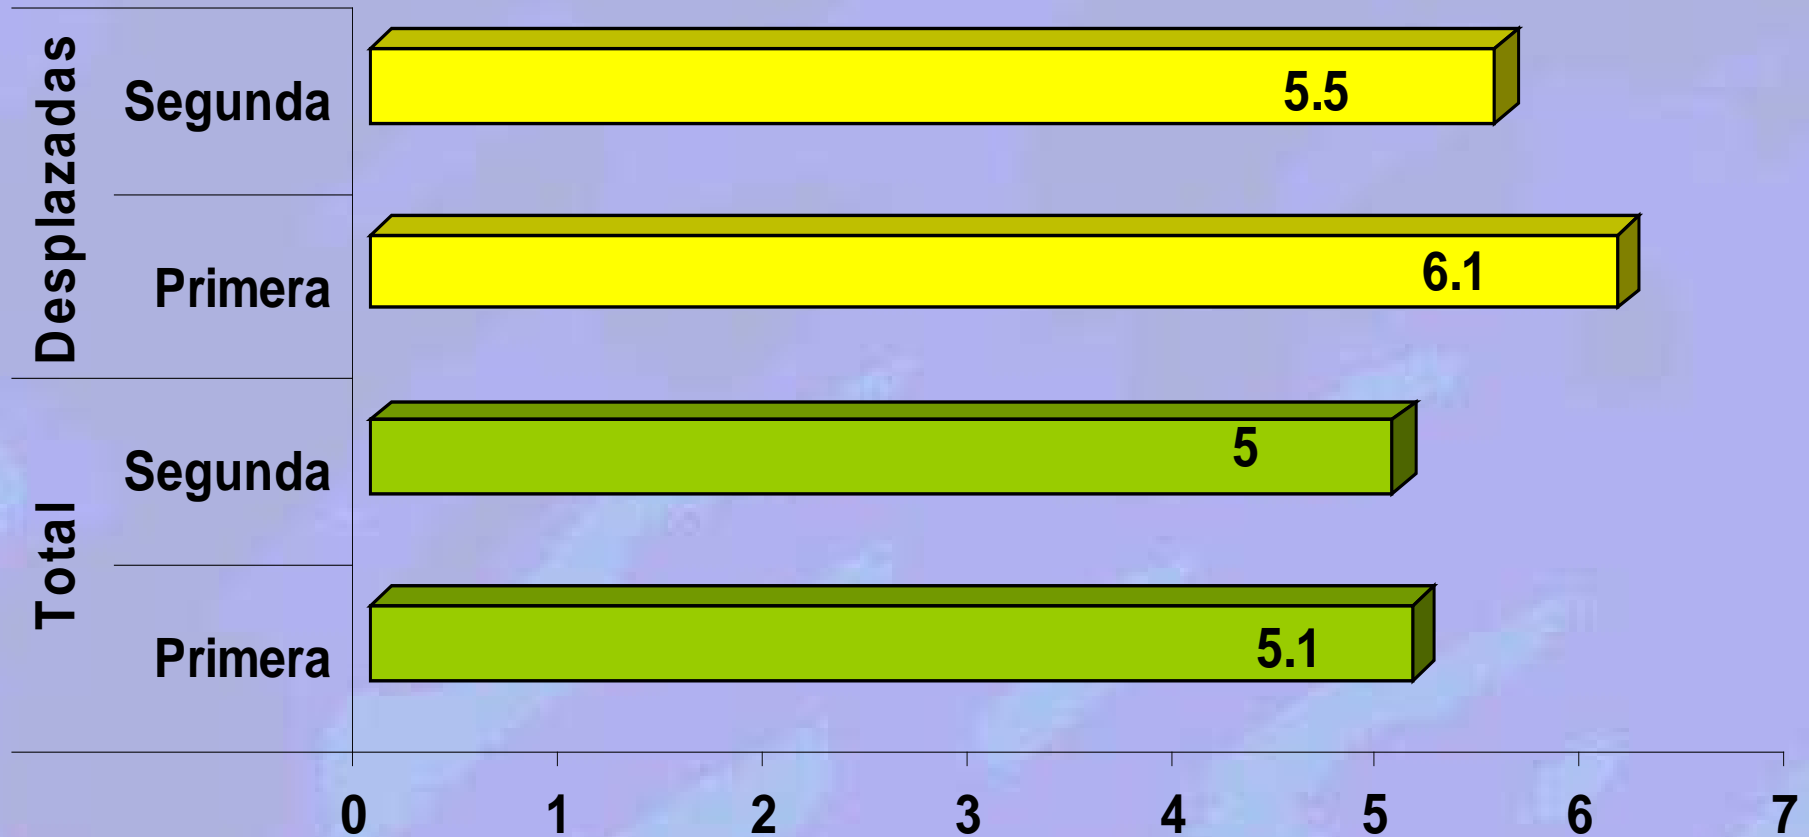 Desplazadas
Segunda
5.5
Primera
6.1
Total
Segunda
5
Primera
5.1
0 1 2 3 4 5 6 7